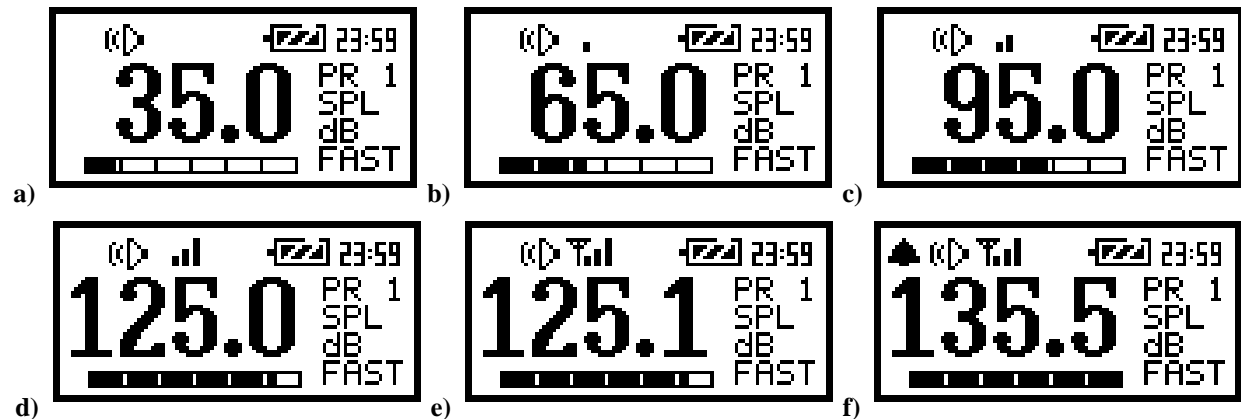 23:59
35.0
PR 1
SPL
dB
FAST
a)
23:59
65.0
PR 1
SPL
dB
FAST
b)
23:59
95.0
PR 1
SPL
dB
FAST
c)
23:59
125.0
PR 1
SPL
dB
FAST
d)
23:59
125.1
PR 1
SPL
dB
FAST
e)
23:59
135.5
PR 1
SPL
dB
FAST
f)